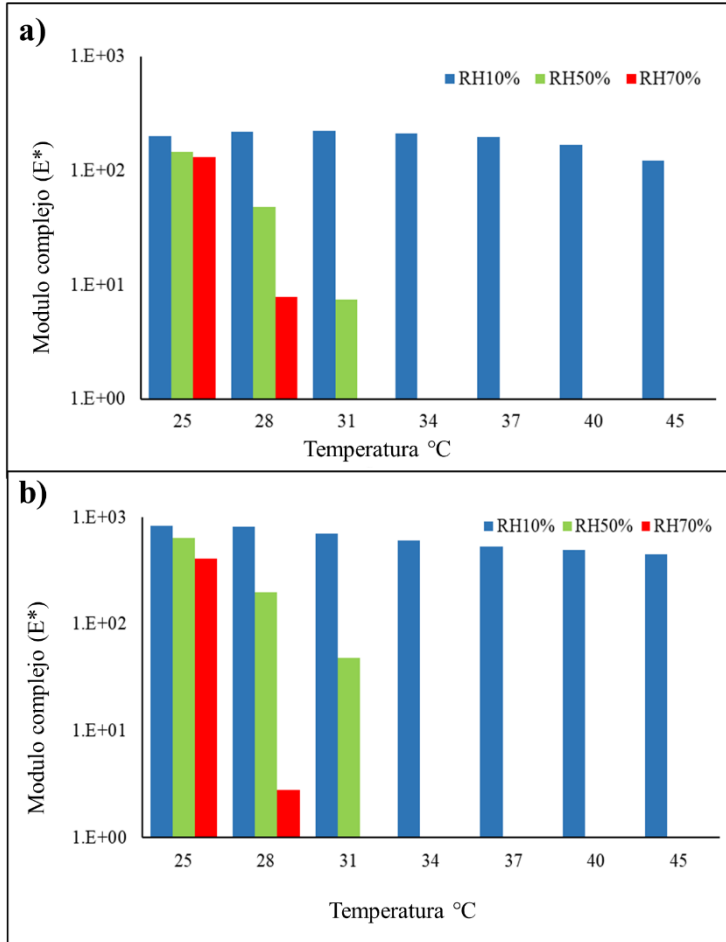 a)
1.E+03
RH10% RH50% RH70%
1.E+02
1.E+01
1.E+00
Modulo complejo (E*)
25 28 31 34 37 40 45
Temperatura °C
b)
1.E+03
RH10% RH50% RH70%
1.E+02
1.E+01
1.E+00
Modulo complejo (E*)
25 28 31 34 37 40 45
Temperatura °C